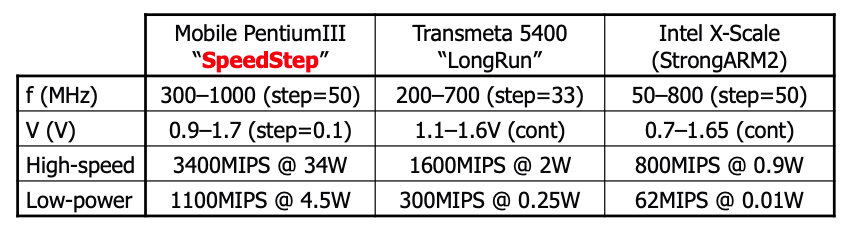 Mobile PentiumIII Transmeta 5400 Intel X-Scale
“SpeedStep” “LongRun” (StrongARM2)
f (MHz) 300–1000 (step=50) 200–700 (step=33) 50–800 (step=50)
V (V) 0.9–1.7 (step=0.1) 1.1–1.6V (cont) 0.7–1.65 (cont)
High-speed 3400MIPS @ 34W 1600MIPS @ 2W 800MIPS @ 0.9W
Low-power 1100MIPS @ 4.5W 300MIPS @ 0.25W 62MIPS @ 0.01W